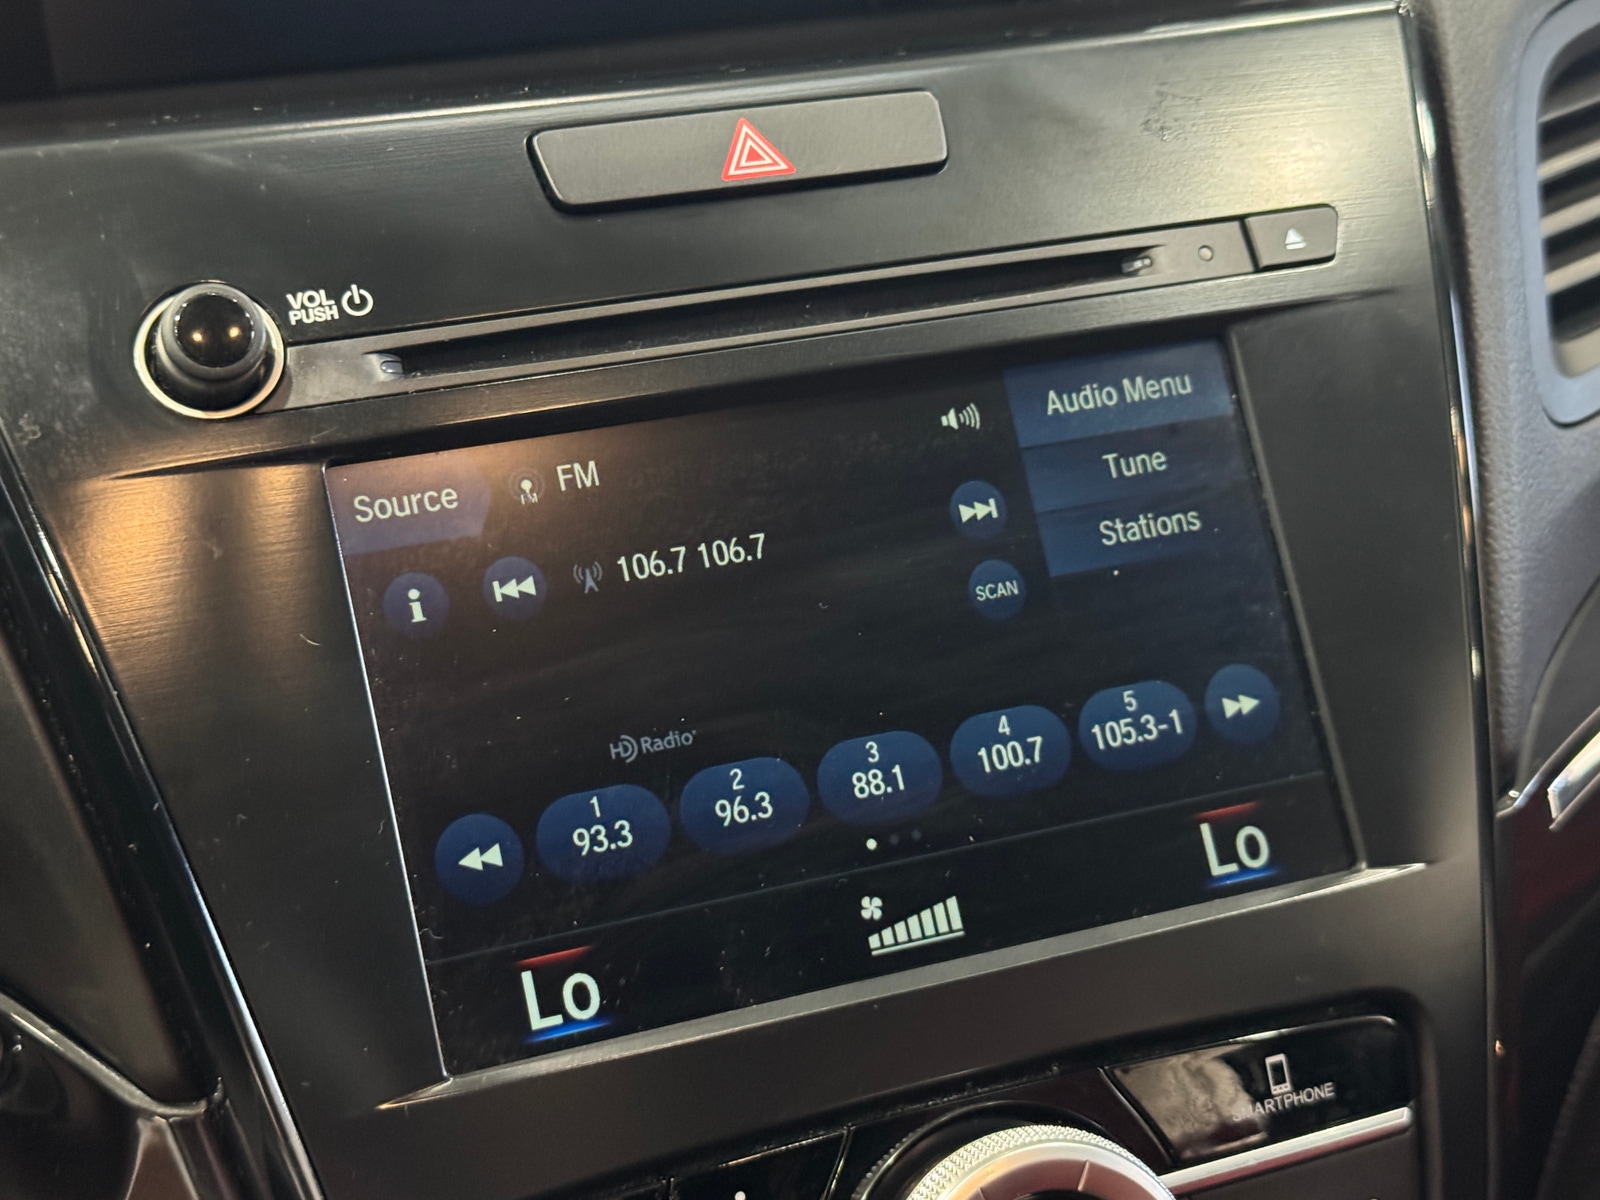 VOL
PUSH
Audio Menu
Source
FM
FM
Tune
106.7 106.7
Stations
i
SCAN
HD Radio
1
93.3
2
96.3
3
88.1
4
100.7
5
105.3-1
Lo
Lo
SMARTPHONE